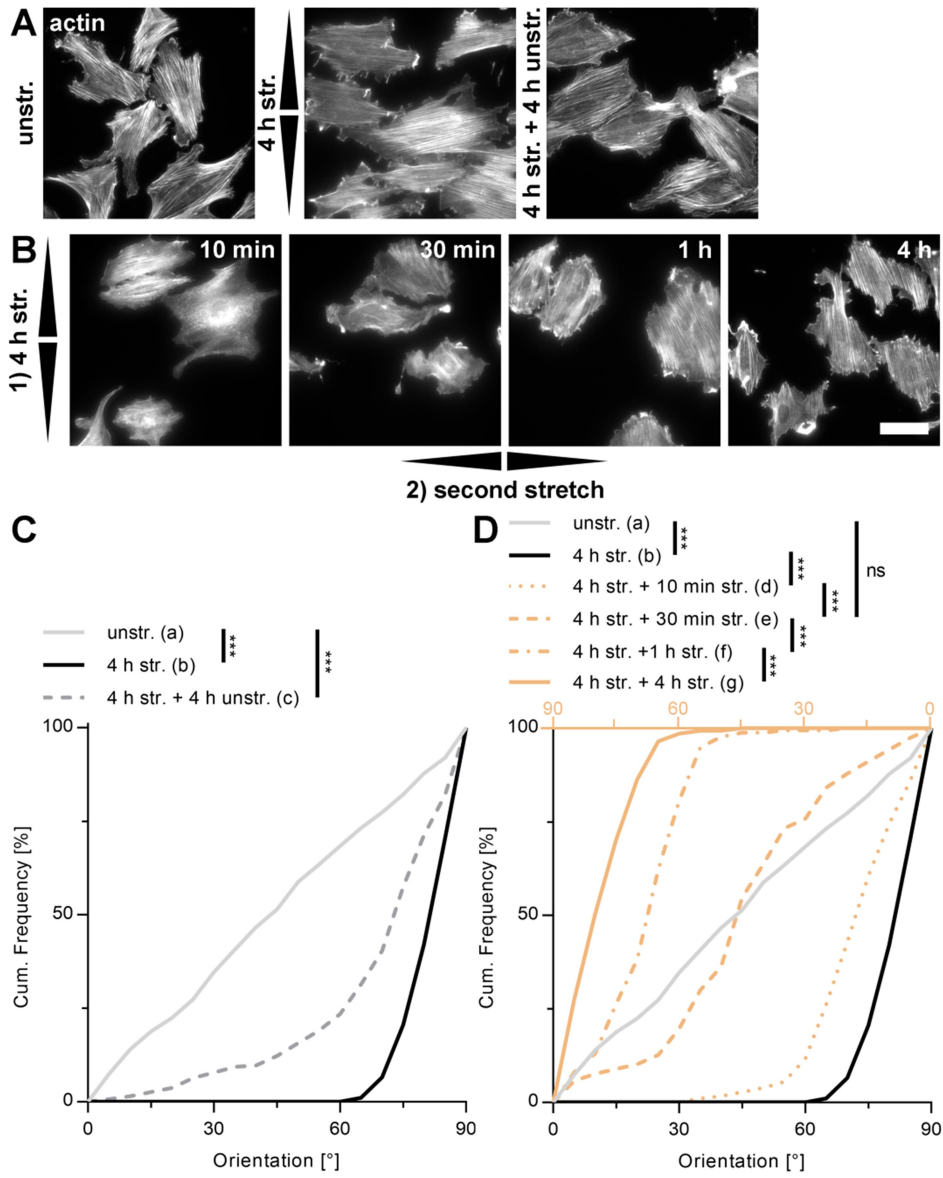 A
actin
unstr.
4 h str.
4 h str. + 4 h unstr.
B
1) 4 h str.
10 min
30 min
1 h
4 h
2) second stretch
C
unstr. (a)
4 h str. (b)
4 h str. + 4 h unstr. (c)
***
***
100
50
0
0
30
60
90
Cum. Frequency [%]
Orientation [°]
D
unstr. (a)
4 h str. (b)
4 h str. + 10 min str. (d)
4 h str. + 30 min str. (e)
4 h str. +1 h str. (f)
4 h str. + 4 h str. (g)
***
***
***
***
***
ns
90
60
30
0
100
50
0
0
30
60
90
Cum. Frequency [%]
Orientation [°]